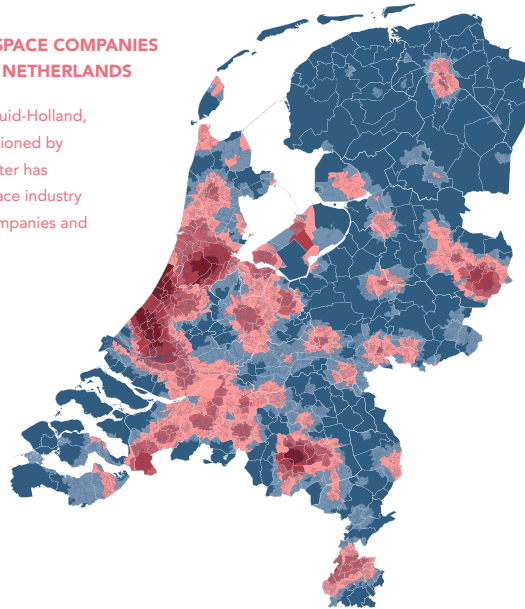 SPACE COMPANIES
NETHERLANDS
uid-Holland,
ioned by
ter has
ace industry
mpanies and